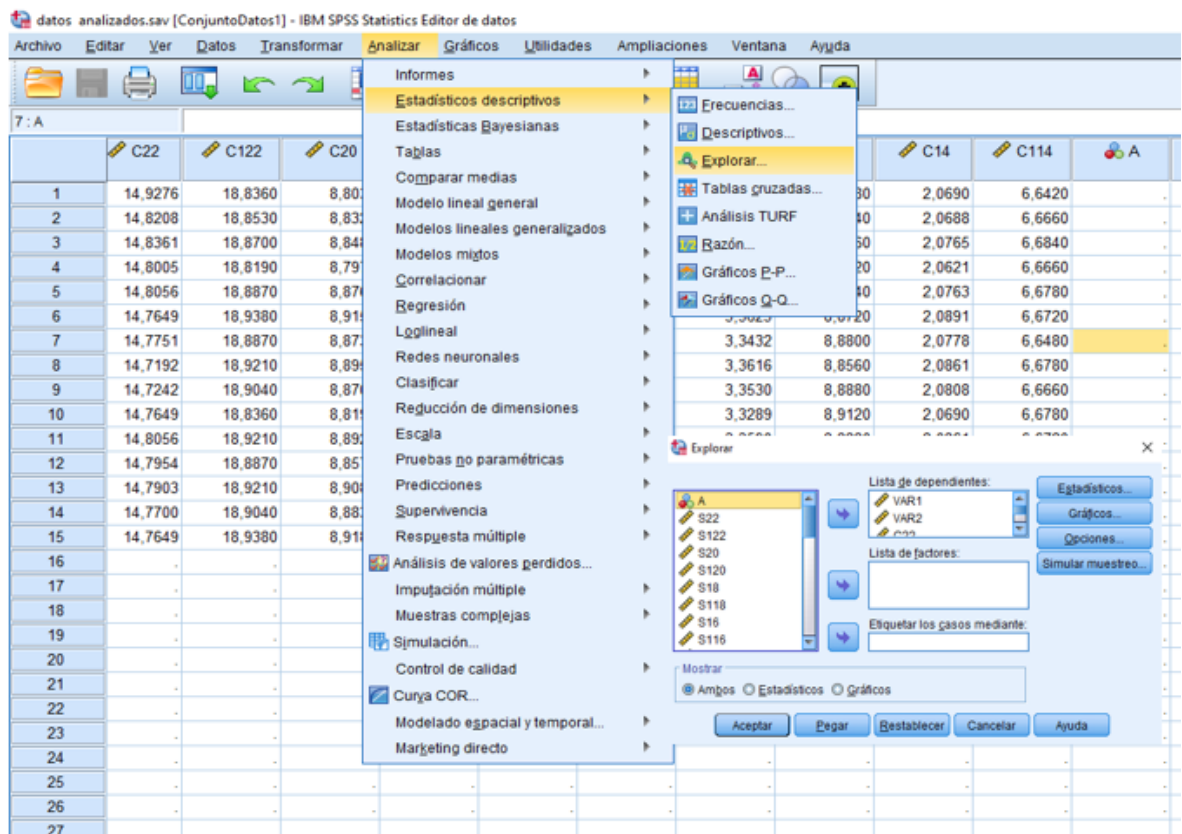 datos analizados.sav [ConjuntoDatos1] - IBM SPSS Statistics Editor de datos
Archivo Editar Ver Datos Transformar Analizar Gráficos Utilidades Ampliaciones Ventana Ayuda
7 : A
Informes
Estadísticos descriptivos
Estadísticas Bayesianas
Tablas
Comparar medias
Modelo lineal general
Modelos lineales generalizados
Modelos mixtos
Correlacionar
Regresión
Loglineal
Redes neuronales
Clasificar
Reducción de dimensiones
Escala
Pruebas no paramétricas
Predicciones
Supervivencia
Respuesta múltiple
Análisis de valores perdidos...
Imputación múltiple
Muestras complejas
Simulación...
Control de calidad
Curva COR...
Modelado espacial y temporal...
Marketing directo
Frecuencias...
Descriptivos...
Explorar...
Tablas cruzadas...
Análisis TURF
Razón...
Gráficos P-P...
Gráficos Q-Q...
C22 C122 C20 C14 C114 A
1 14,9276 18,8360 2,0690 6,6420
2 14,8208 18,8530 2,0688 6,6660
3 14,8361 18,8700 2,0765 6,6840
4 14,8005 18,8190 2,0621 6,6660
5 14,8056 18,8870 2,0763 6,6780
6 14,7649 18,9380 2,0891 6,6720
7 14,7751 18,8870 3,3432 8,8800 2,0778 6,6480
8 14,7192 18,9210 3,3616 8,8560 2,0861 6,6780
9 14,7242 18,9040 3,3530 8,8880 2,0808 6,6660
10 14,7649 18,8360 3,3289 8,9120 2,0690 6,6780
11 14,8056 18,9210
12 14,7954 18,8870
13 14,7903 18,9210
14 14,7700 18,9040
15 14,7649 18,9380
16
17
18
19
20
21
22
23
24
25
26
27
Explorar
A
S22
S122
S20
S120
S18
S118
S16
S116
Lista de dependientes:
VAR1
VAR2
C22
Lista de factores:
Etiquetar los casos mediante:
Estadísticos...
Gráficos...
Opciones...
Simular muestreo...
Mostrar
Ambos Estadísticos Gráficos
Aceptar Pegar Restablecer Cancelar Ayuda